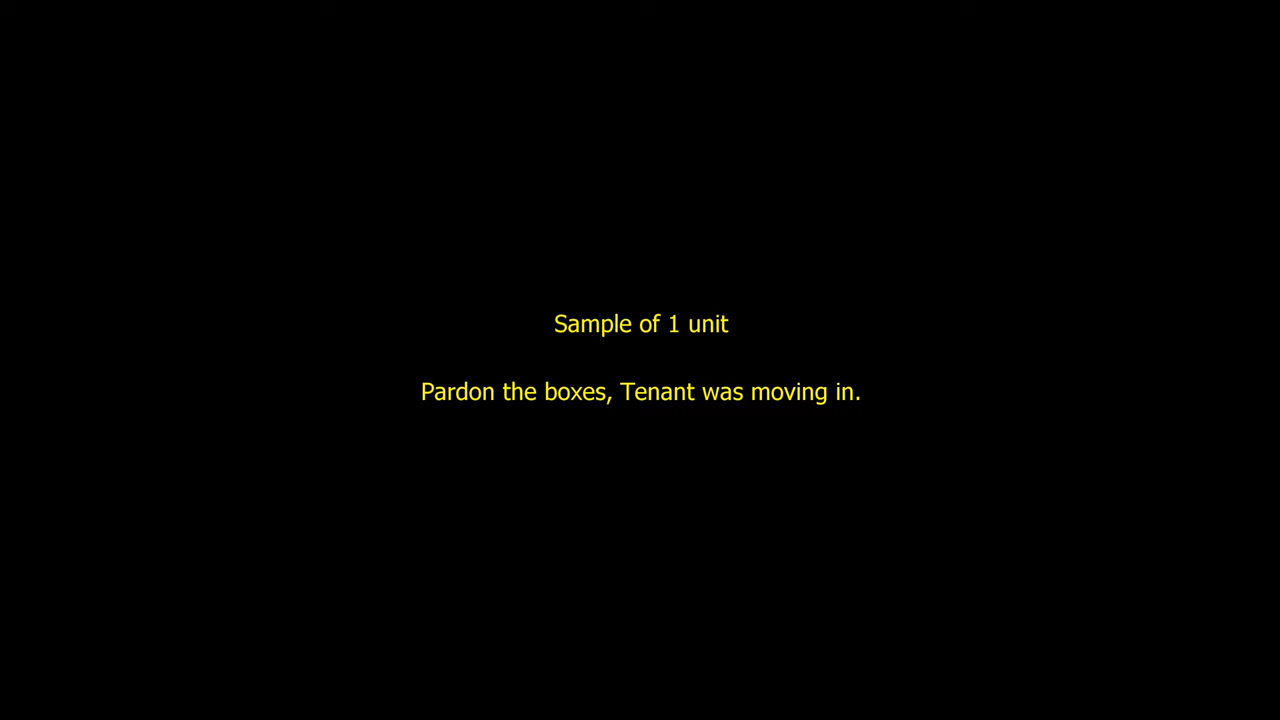 Sample of 1 unit
Pardon the boxes, Tenant was moving in.